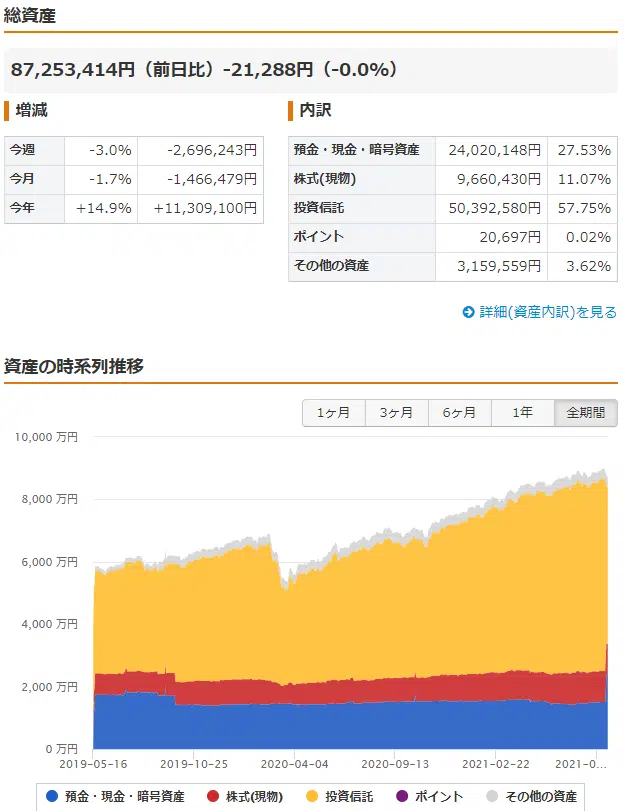 総資産
87,253,414円（前日比）-21,288円（-0.0%）
増減
今週 -3.0% -2,696,243円
今月 -1.7% -1,466,479円
今年 +14.9% +11,309,100円
内訳
預金・現金・暗号資産 24,020,148円 27.53%
株式(現物) 9,660,430円 11.07%
投資信託 50,392,580円 57.75%
ポイント 20,697円 0.02%
その他の資産 3,159,559円 3.62%
詳細(資産内訳)を見る
資産の時系列推移
1ヶ月 3ヶ月 6ヶ月 1年 全期間
10,000 万円
8,000 万円
6,000 万円
4,000 万円
2,000 万円
0 万円
2019-05-16 2019-10-25 2020-04-04 2020-09-13 2021-02-22 2021-0...
預金・現金・暗号資産 株式(現物) 投資信託 ポイント その他の資産